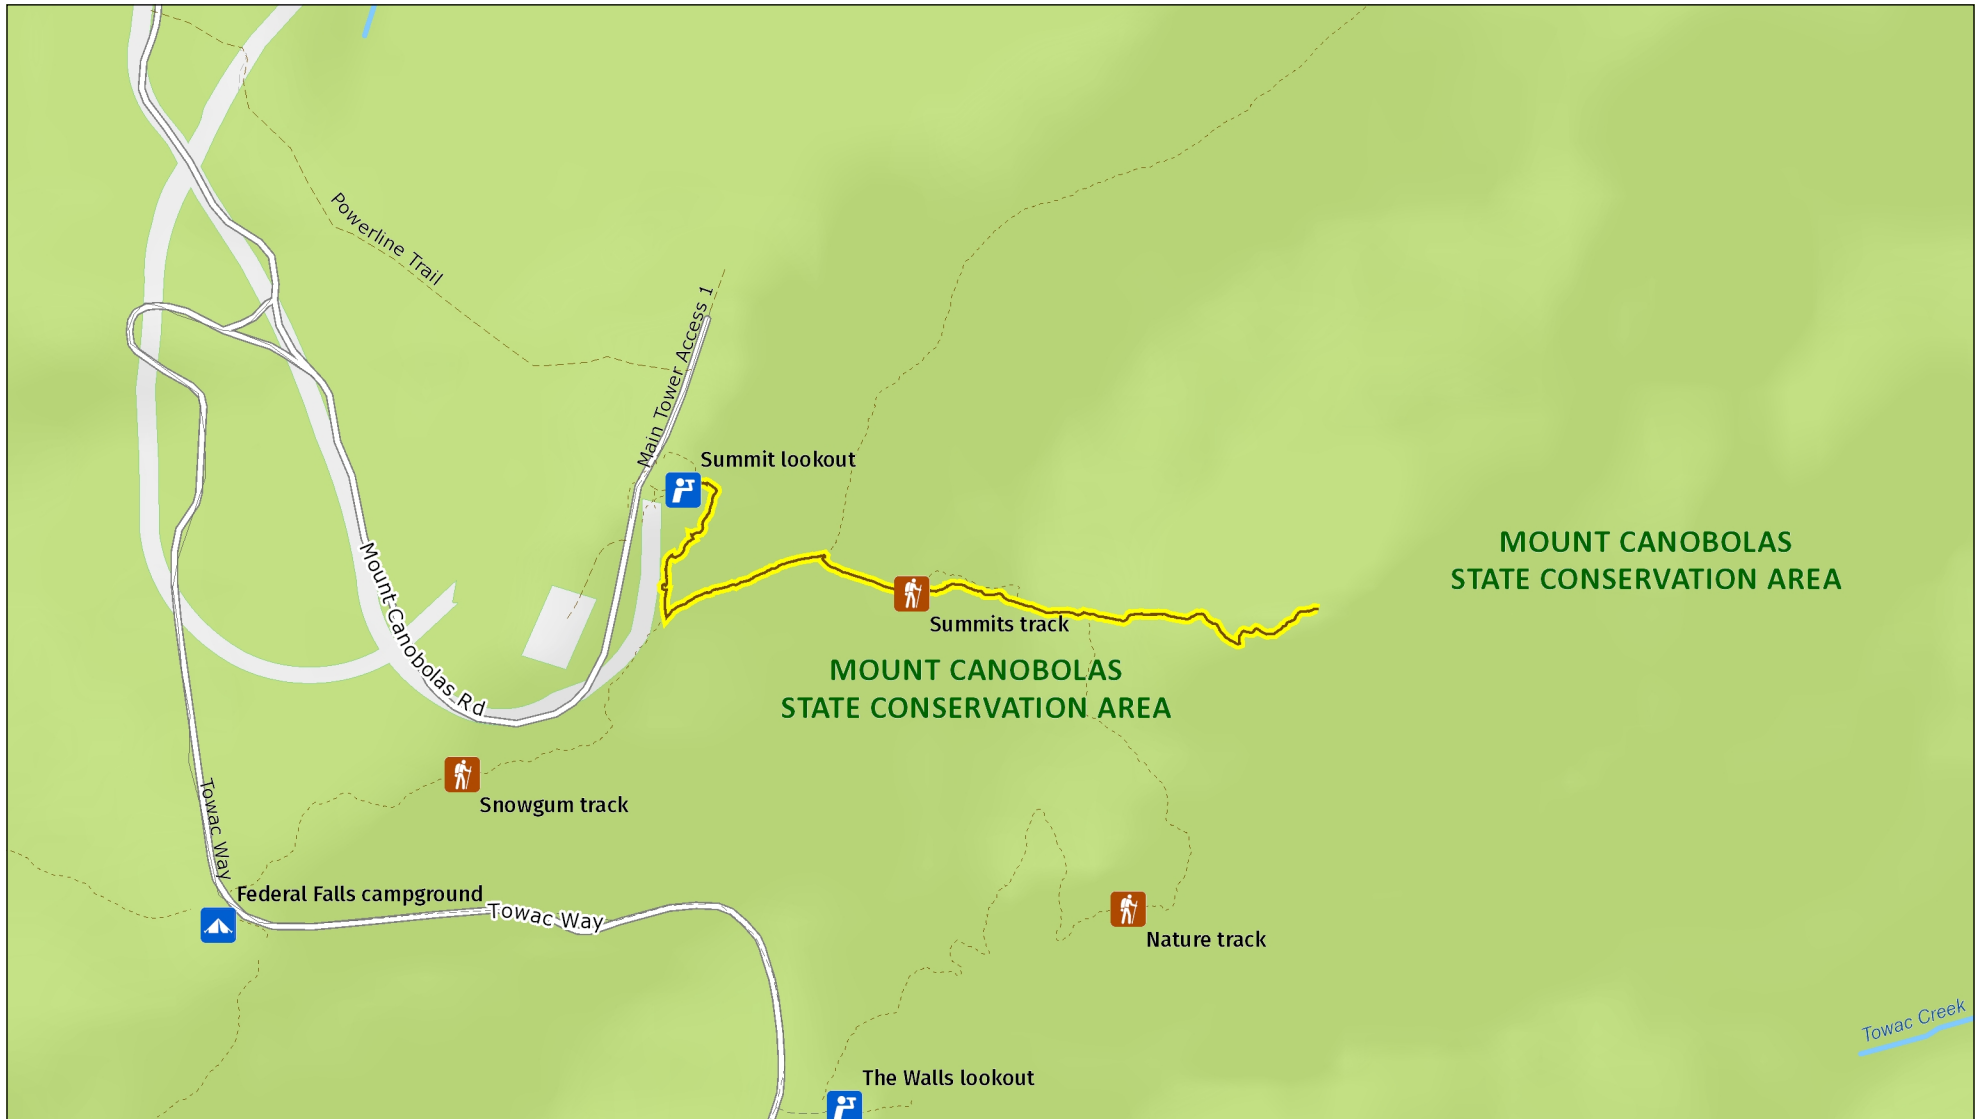 Powerline Trail
Main Tower Access 1
Summit lookout
MOUNT CANOBOLAS
STATE CONSERVATION AREA
Mount Canobolas Rd
Summits track
MOUNT CANOBOLAS
STATE CONSERVATION AREA
Snowgum track
Towac Way
Federal Falls campground
Towac Way
Nature track
Towac Creek
The Walls lookout